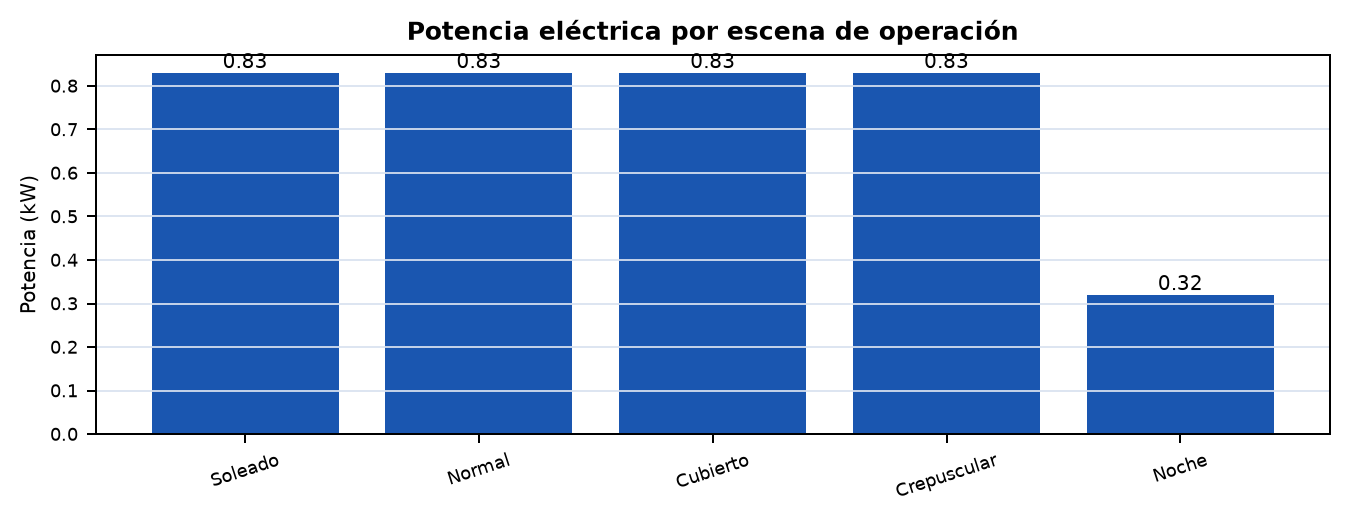 Potencia eléctrica por escena de operación
0.83 0.83 0.83 0.83 0.32
Potencia (kW)
0.8
0.7
0.6
0.5
0.4
0.3
0.2
0.1
0.0
Soleado Normal Cubierto Crepuscular Noche